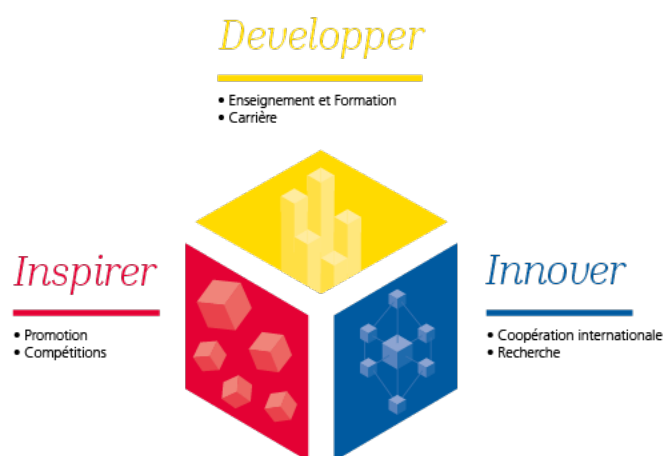 Developper
• Enseignement et Formation
• Carrière
Inspirer
• Promotion
• Compétitions
Innover
• Coopération internationale
• Recherche